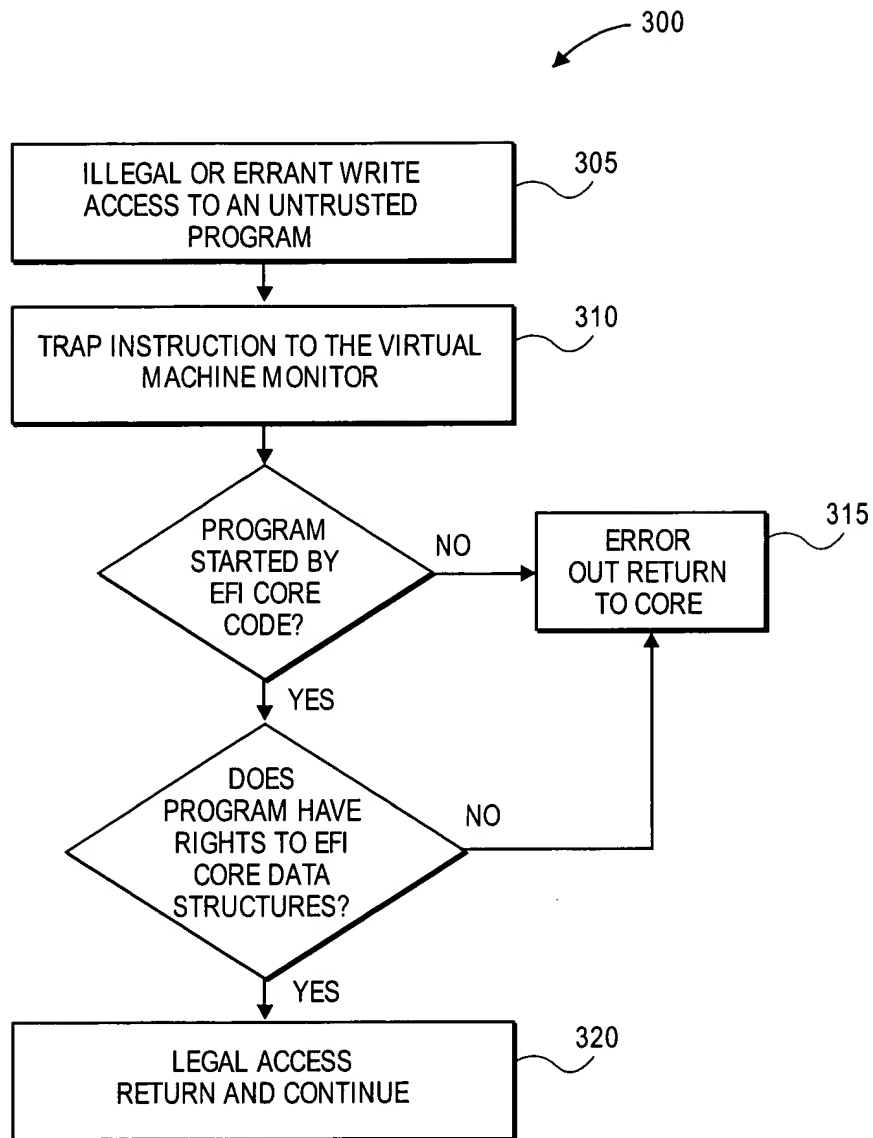 300
ILLEGAL OR ERRANT WRITE
ACCESS TO AN UNTRUSTED
PROGRAM
305
TRAP INSTRUCTION TO THE VIRTUAL
MACHINE MONITOR
310
PROGRAM
STARTED BY
EFI CORE
CODE?
NO
ERROR
OUT RETURN
TO CORE
315
YES
DOES
PROGRAM HAVE
RIGHTS TO EFI
CORE DATA
STRUCTURES?
NO
YES
LEGAL ACCESS
RETURN AND CONTINUE
320